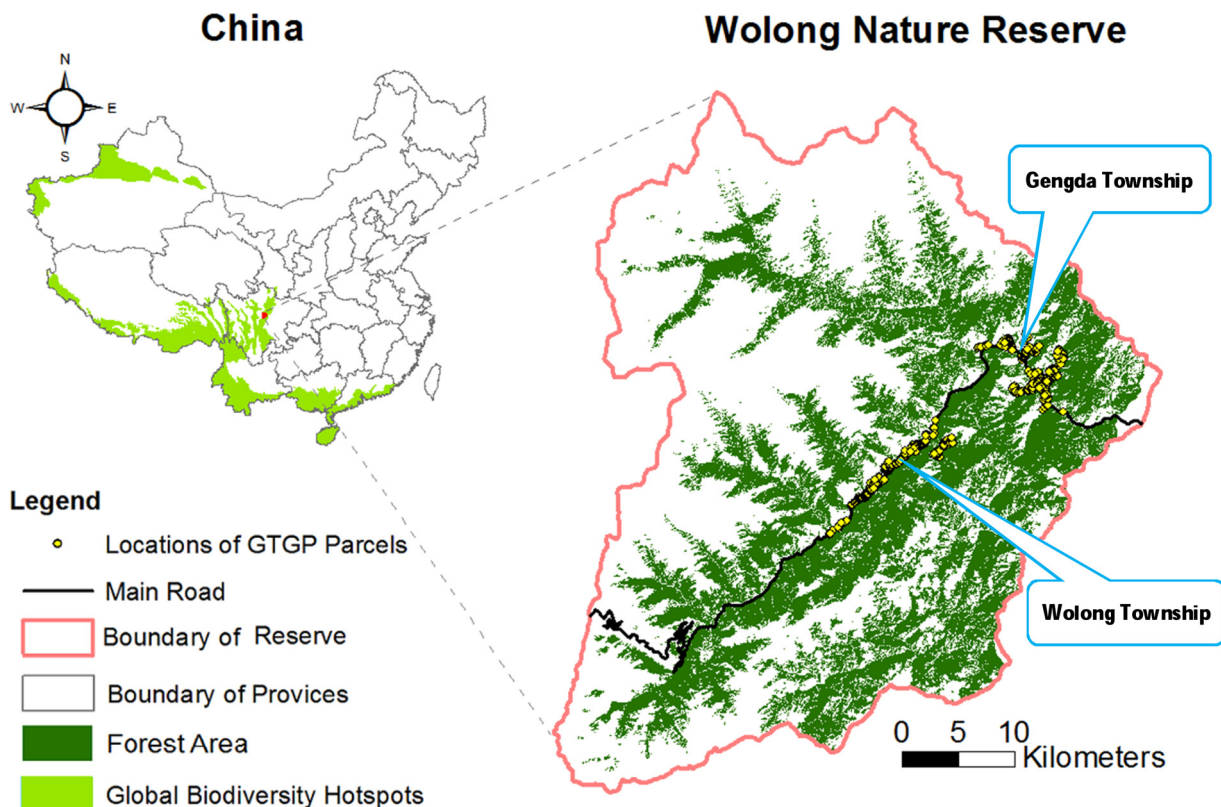 China
Wolong Nature Reserve
N
W
E
S
Gengda Township
Wolong Township
Legend
Locations of GTGP Parcels
Main Road
Boundary of Reserve
Boundary of Provices
Forest Area
Global Biodiversity Hotspots
0 5 10
Kilometers